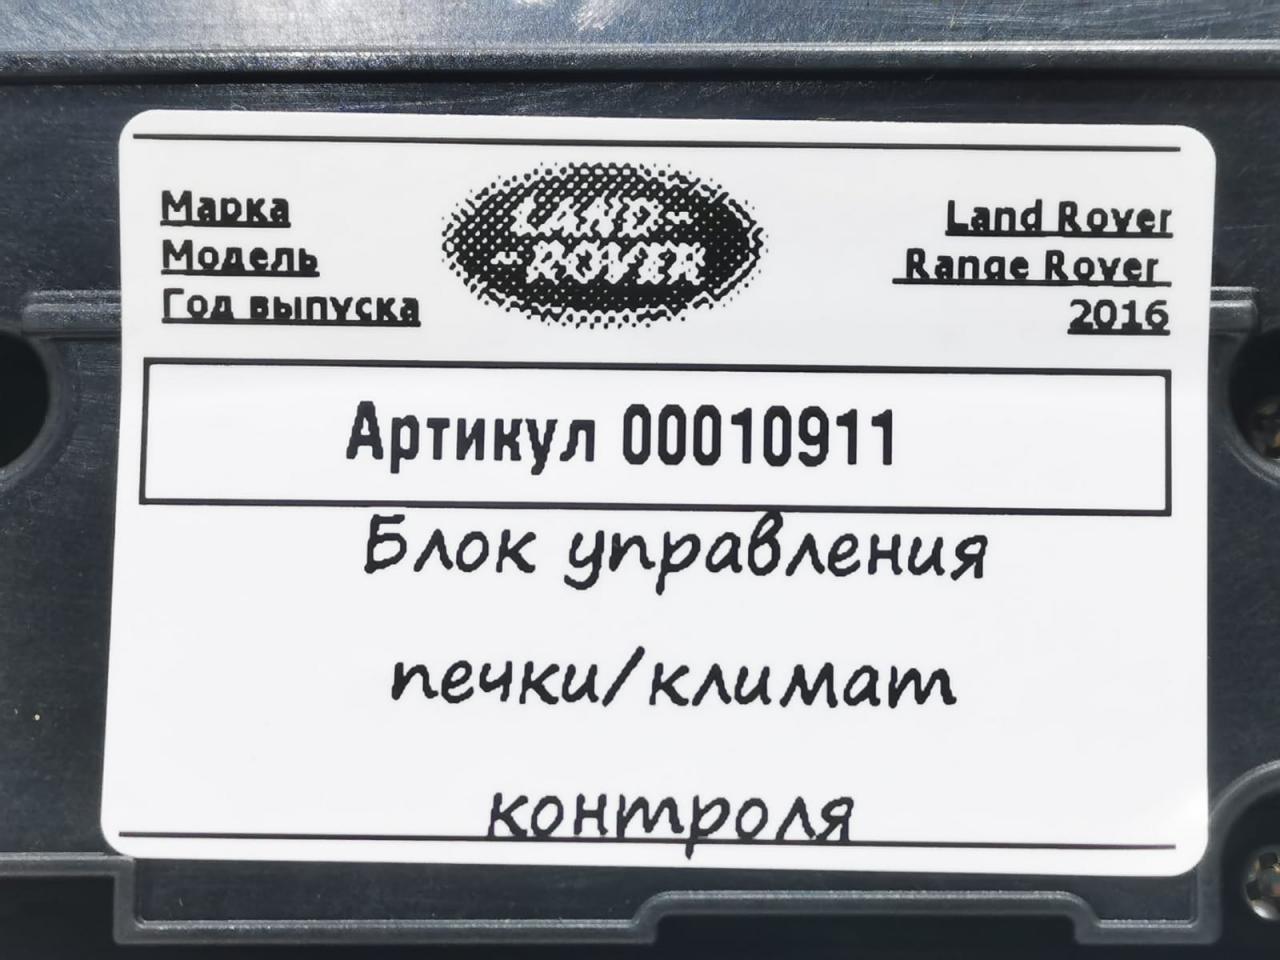 Марка
Модель
Год выпуска
LAND-
-ROVER
Land Rover
Range Rover
2016
Артикул 00010911
Блок управления
печки/климат
контроля